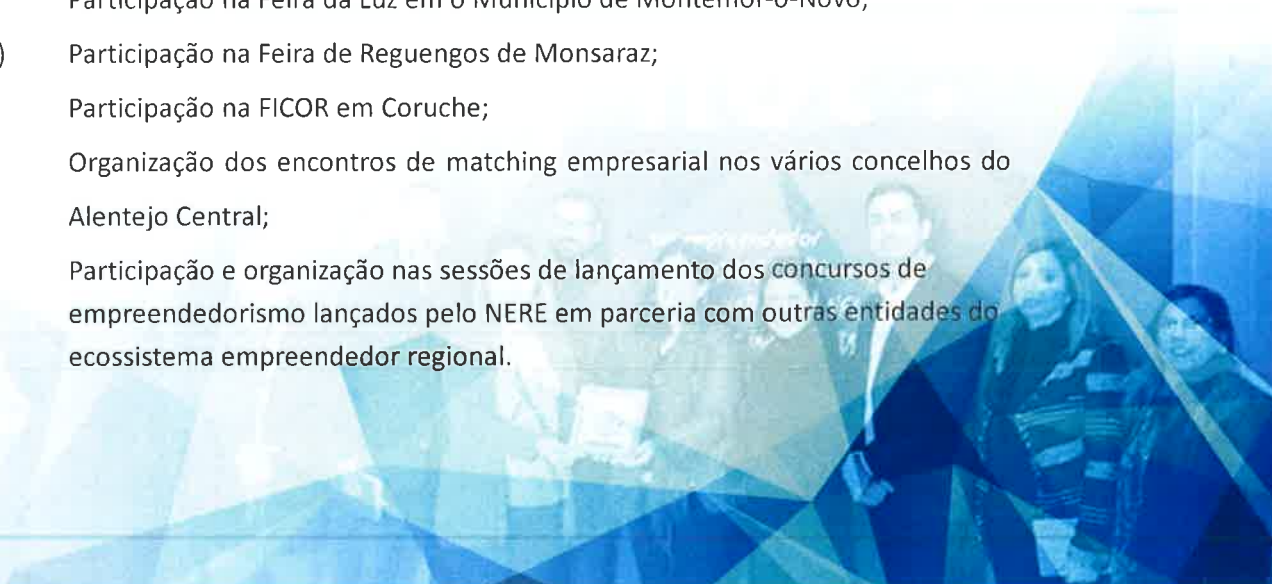 Participação na Feira da Luz em o Município de Montemor-o-Novo;
) Participação na Feira de Reguengos de Monsaraz;
Participação na FICOR em Coruche;
Organização dos encontros de matching empresarial nos vários concelhos do
Alentejo Central;
Participação e organização nas sessões de lançamento dos concursos de
empreendedorismo lançados pelo NERE em parceria com outras entidades do
ecossistema empreendedor regional.